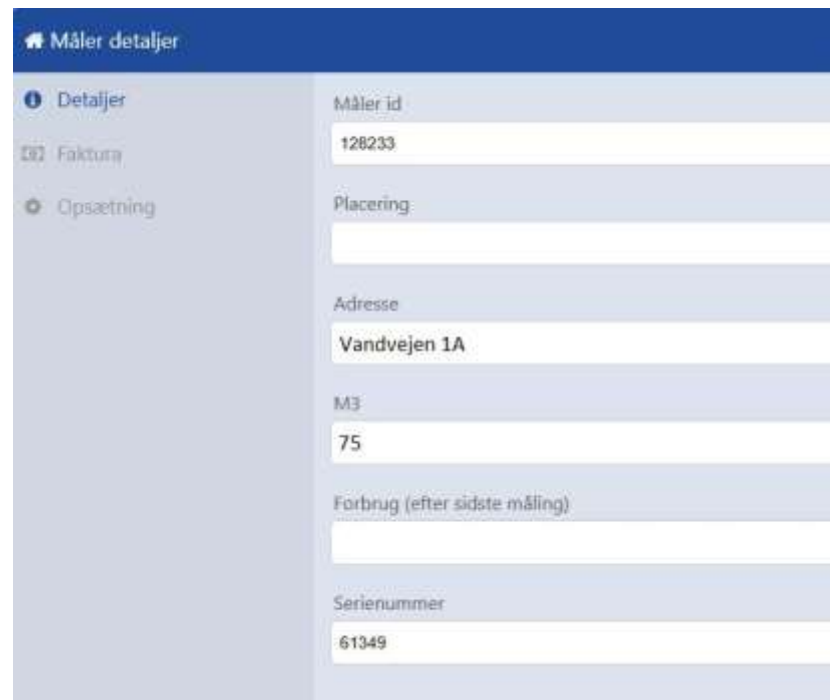 Måler detaljer
Detaljer
Faktura
Opsætning
Måler id
128233
Placering
Adresse
Vandvejen 1A
M3
75
Forbrug (efter sidste måling)
Serienummer
61349